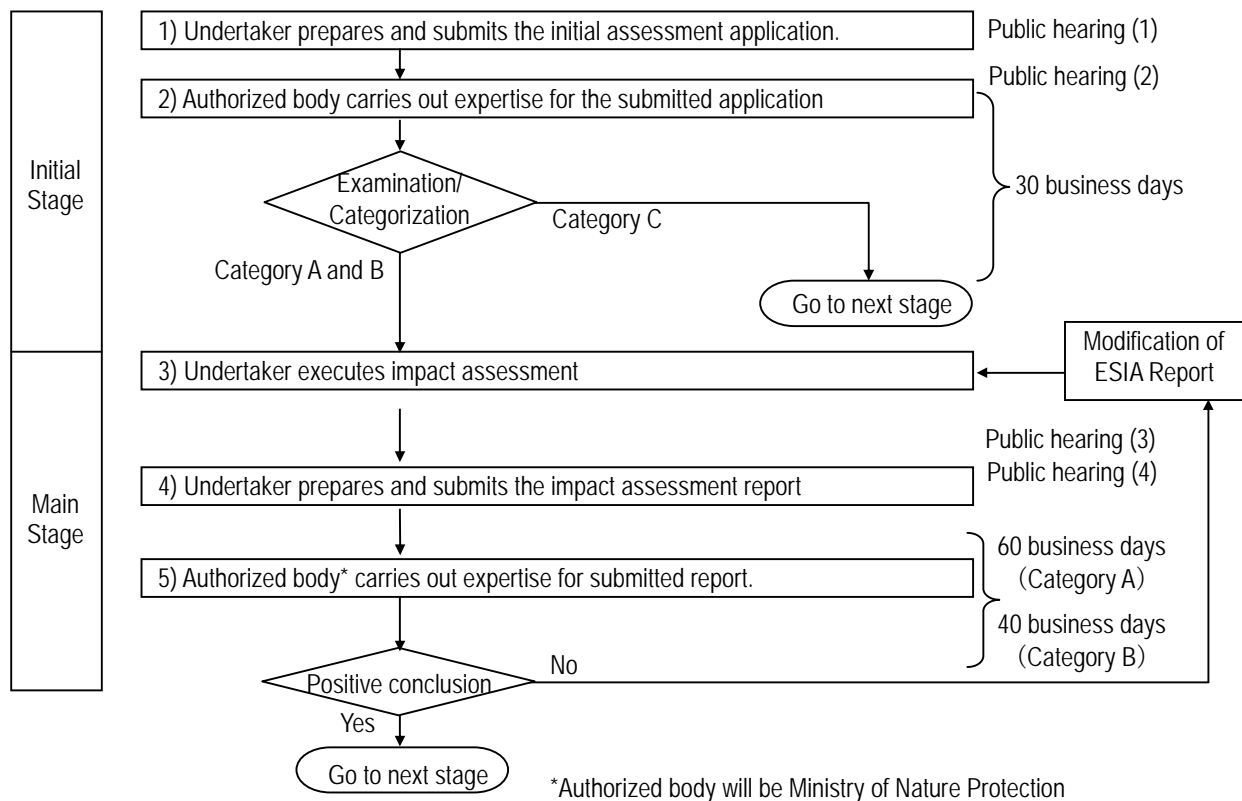 1) Undertaker prepares and submits the initial assessment application.
Public hearing (1)
Public hearing (2)
2) Authorized body carries out expertise for the submitted application
Initial
Stage
Examination/
Categorization
30 business days
Category C
Category A and B
Go to next stage
Modification of
ESIA Report
3) Undertaker executes impact assessment
Public hearing (3)
Public hearing (4)
4) Undertaker prepares and submits the impact assessment report
Main
Stage
60 business days
（Category A）
5) Authorized body* carries out expertise for submitted report.
40 business days
（Category B）
No
Positive conclusion
Yes
Go to next stage
*Authorized body will be Ministry of Nature Protection